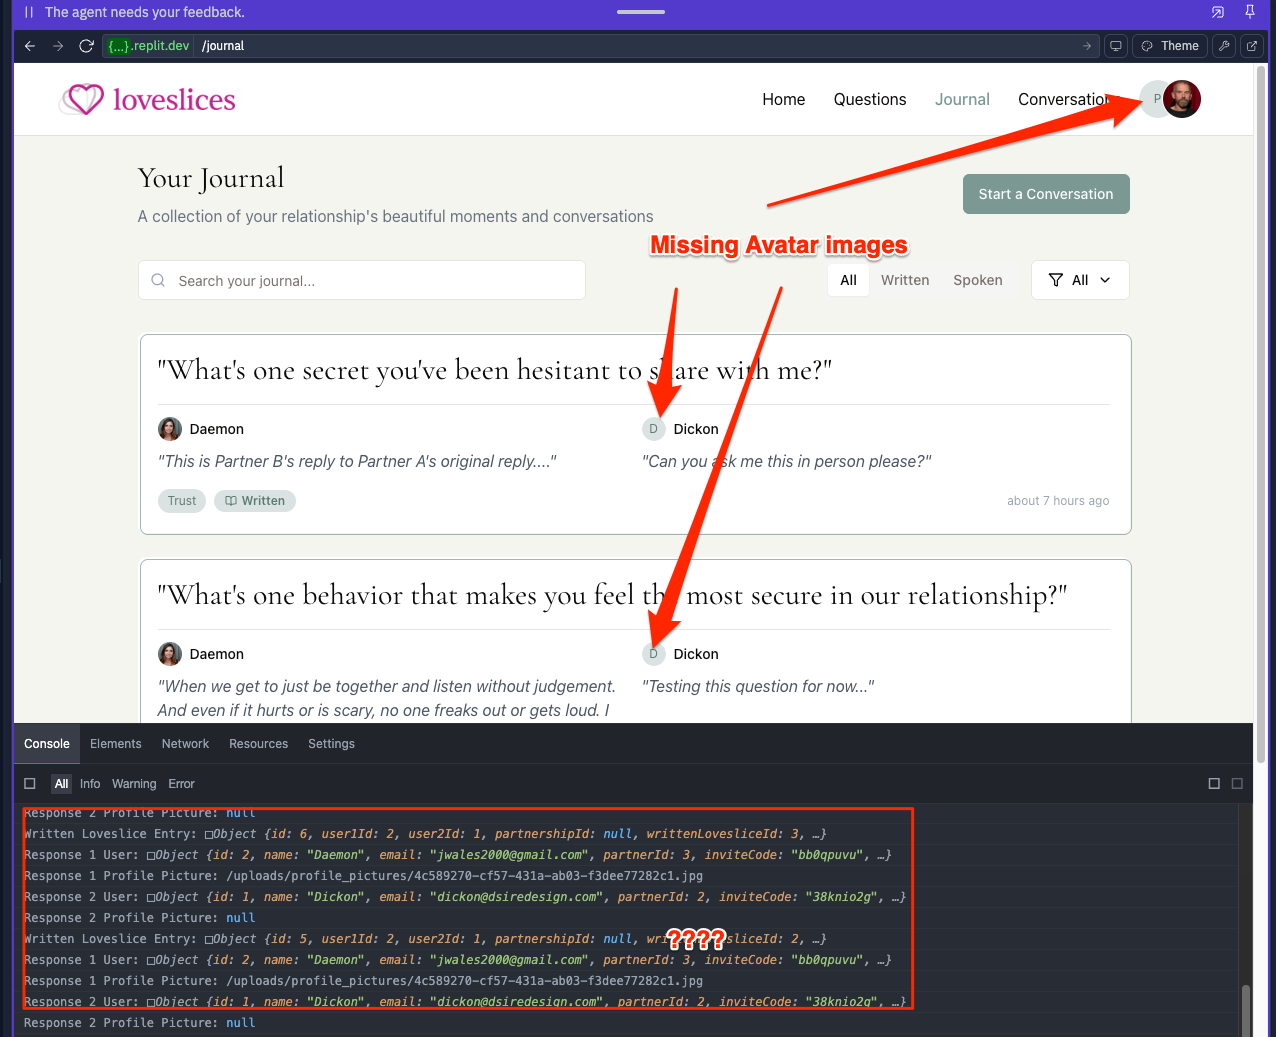 The agent needs your feedback.
{...}.replit.dev /journal
Theme
loveslices
Home Questions Journal Conversations P
Your Journal
A collection of your relationship's beautiful moments and conversations
Start a Conversation
Missing Avatar images
Search your journal...
All Written Spoken
All
"What's one secret you've been hesitant to share with me?"
Daemon
D Dickon
"This is Partner B's reply to Partner A's original reply...."
"Can you ask me this in person please?"
Trust Written
about 7 hours ago
"What's one behavior that makes you feel the most secure in our relationship?"
Daemon
D Dickon
"When we get to just be together and listen without judgement.
And even if it hurts or is scary, no one freaks out or gets loud. I
"Testing this question for now..."
Console Elements Network Resources Settings
All Info Warning Error
Response 2 Profile Picture: null
Written Loveslice Entry: Object {id: 6, user1Id: 2, user2Id: 1, partnershipId: null, writtenLovesliceId: 3, …}
Response 1 User: Object {id: 2, name: "Daemon", email: "jwales2000@gmail.com", partnerId: 3, inviteCode: "bb0qpuvu", …}
Response 1 Profile Picture: /uploads/profile_pictures/4c589270-cf57-431a-ab03-f3dee77282c1.jpg
Response 2 User: Object {id: 1, name: "Dickon", email: "dickon@dsiredesign.com", partnerId: 2, inviteCode: "38knio2g", …}
Response 2 Profile Picture: null
Written Loveslice Entry: Object {id: 5, user1Id: 2, user2Id: 1, partnershipId: null, writtenLovesliceId: 2, …}
????
Response 1 User: Object {id: 2, name: "Daemon", email: "jwales2000@gmail.com", partnerId: 3, inviteCode: "bb0qpuvu", …}
Response 1 Profile Picture: /uploads/profile_pictures/4c589270-cf57-431a-ab03-f3dee77282c1.jpg
Response 2 User: Object {id: 1, name: "Dickon", email: "dickon@dsiredesign.com", partnerId: 2, inviteCode: "38knio2g", …}
Response 2 Profile Picture: null